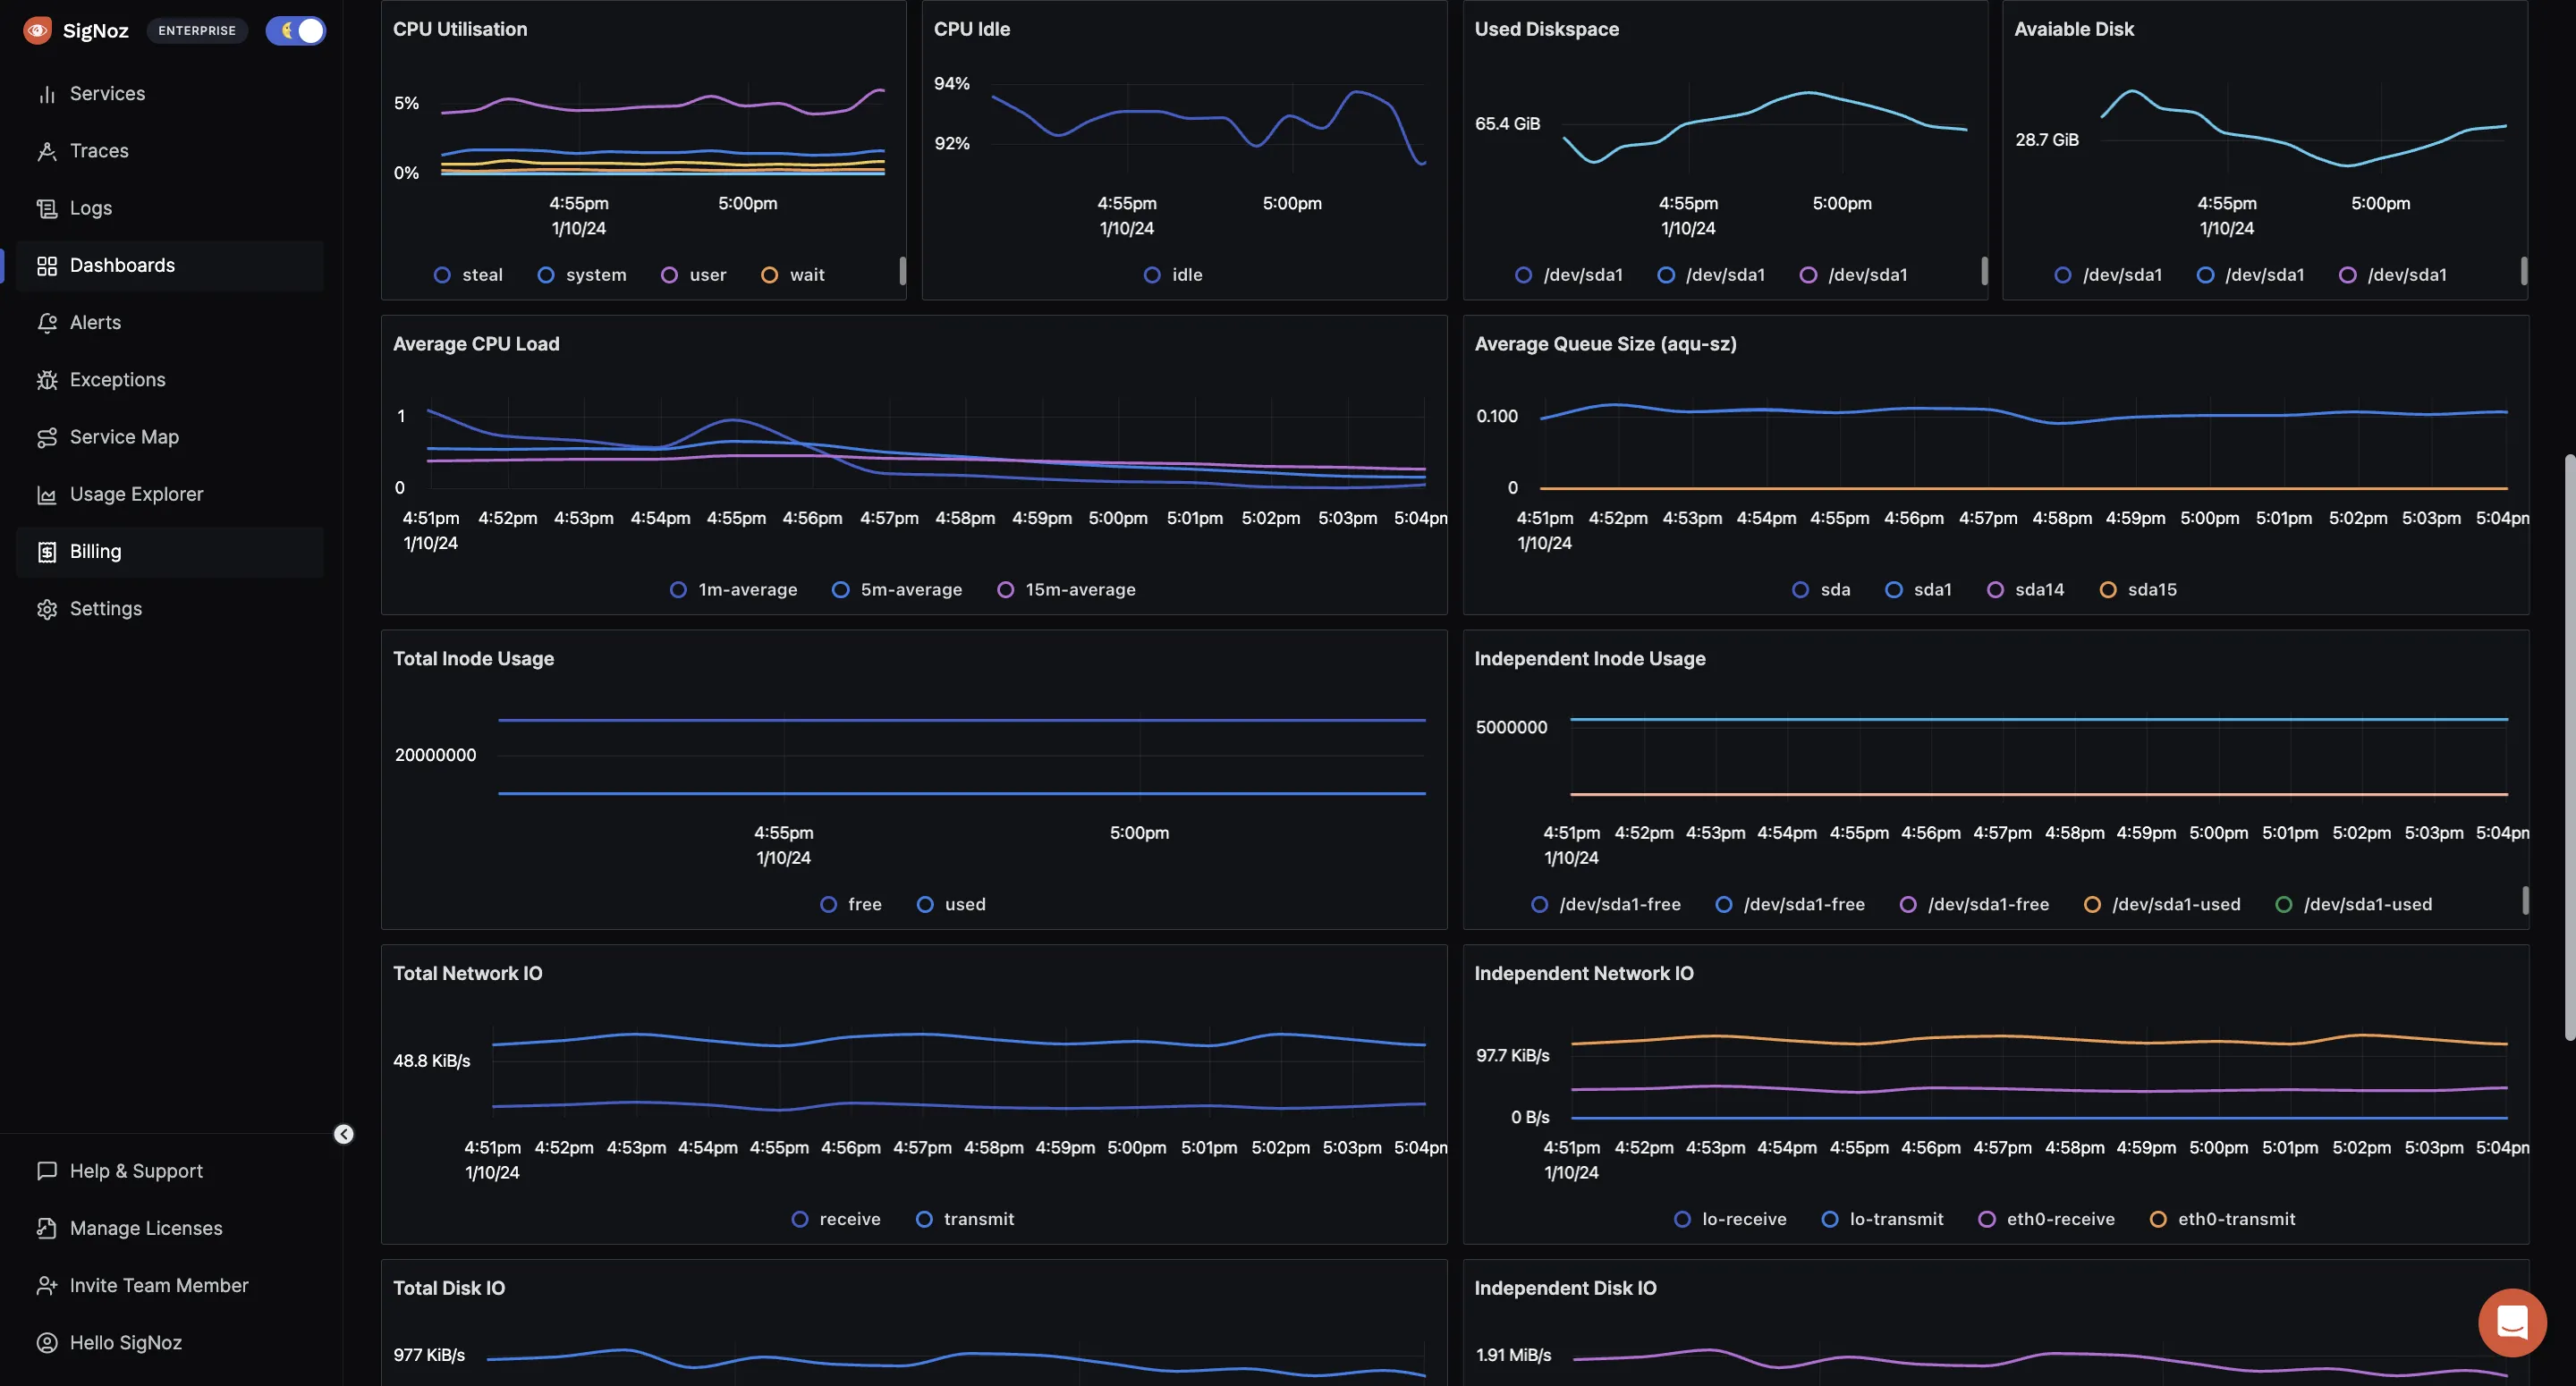 SigNoz ENTERPRISE
Services
Traces
Logs
Dashboards
Alerts
Exceptions
Service Map
Usage Explorer
Billing
Settings
Help & Support
Manage Licenses
Invite Team Member
Hello SigNoz
CPU Utilisation
5%
0%
4:55pm 5:00pm
1/10/24
steal system user wait
CPU Idle
94%
92%
4:55pm 5:00pm
1/10/24
idle
Used Diskspace
65.4 GiB
4:55pm 5:00pm
1/10/24
/dev/sda1 /dev/sda1 /dev/sda1
Avaiable Disk
28.7 GiB
4:55pm 5:00pm
1/10/24
/dev/sda1 /dev/sda1 /dev/sda1
Average CPU Load
1
0
4:51pm 4:52pm 4:53pm 4:54pm 4:55pm 4:56pm 4:57pm 4:58pm 4:59pm 5:00pm 5:01pm 5:02pm 5:03pm 5:04pm
1/10/24
1m-average 5m-average 15m-average
Average Queue Size (aqu-sz)
0.100
0
4:51pm 4:52pm 4:53pm 4:54pm 4:55pm 4:56pm 4:57pm 4:58pm 4:59pm 5:00pm 5:01pm 5:02pm 5:03pm 5:04pm
1/10/24
sda sda1 sda14 sda15
Total Inode Usage
20000000
4:55pm 5:00pm
1/10/24
free used
Independent Inode Usage
5000000
4:51pm 4:52pm 4:53pm 4:54pm 4:55pm 4:56pm 4:57pm 4:58pm 4:59pm 5:00pm 5:01pm 5:02pm 5:03pm 5:04pm
1/10/24
/dev/sda1-free /dev/sda1-free /dev/sda1-free /dev/sda1-used /dev/sda1-used
Total Network IO
48.8 KiB/s
4:51pm 4:52pm 4:53pm 4:54pm 4:55pm 4:56pm 4:57pm 4:58pm 4:59pm 5:00pm 5:01pm 5:02pm 5:03pm 5:04pm
1/10/24
receive transmit
Independent Network IO
97.7 KiB/s
0 B/s
4:51pm 4:52pm 4:53pm 4:54pm 4:55pm 4:56pm 4:57pm 4:58pm 4:59pm 5:00pm 5:01pm 5:02pm 5:03pm 5:04pm
1/10/24
lo-receive lo-transmit eth0-receive eth0-transmit
Total Disk IO
977 KiB/s
Independent Disk IO
1.91 MiB/s